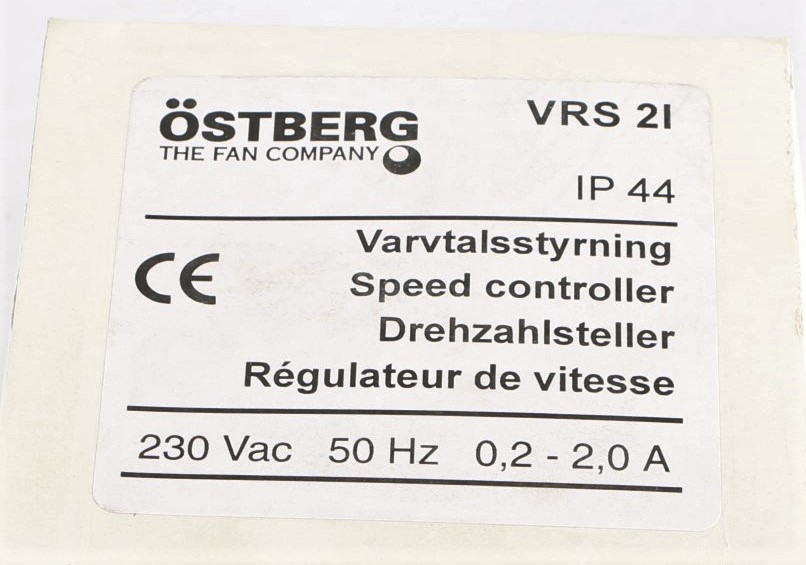 ÖSTBERG
THE FAN COMPANY
VRS 2I
IP 44
CE
Varvtalsstyrning
Speed controller
Drehzahlsteller
Régulateur de vitesse
230 Vac 50 Hz 0,2 - 2,0 A